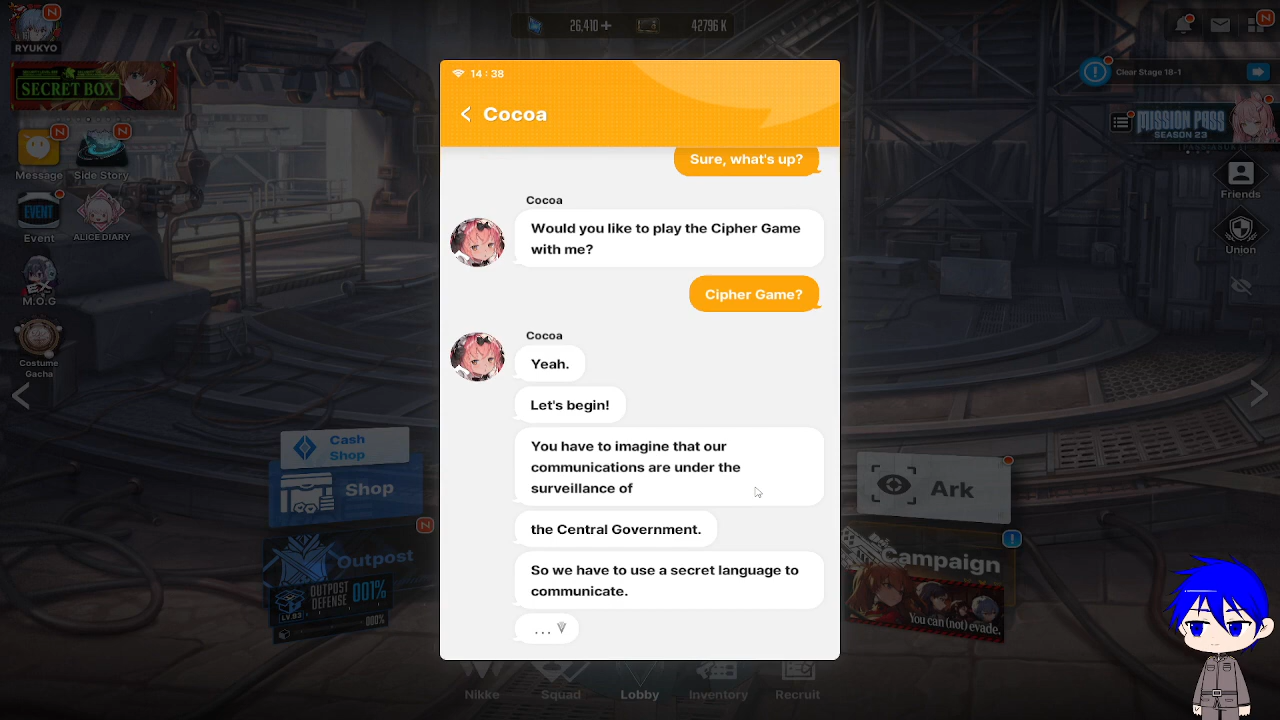 N
RYUKYO
26,410 +
42796 K
N
SECRET BOX
N
N
Message
Side Story
EVENT
Event
ALICE DIARY
M.O.G
Costume
Gacha
Clear Stage 18-1
MISSION PASS
SEASON 23
Friends
Union
14 : 38
< Cocoa
Sure, what's up?
Cocoa
Would you like to play the Cipher Game
with me?
Cipher Game?
Cocoa
Yeah.
Let's begin!
You have to imagine that our
communications are under the
surveillance of
the Central Government.
So we have to use a secret language to
communicate.
...
Cash
Shop
Shop
N
Outpost
OUTPOST
DEFENSE 001%
LV.93
000%
Ark
Campaign
You can (not) evade.
Nikke
Squad
Lobby
Inventory
Recruit